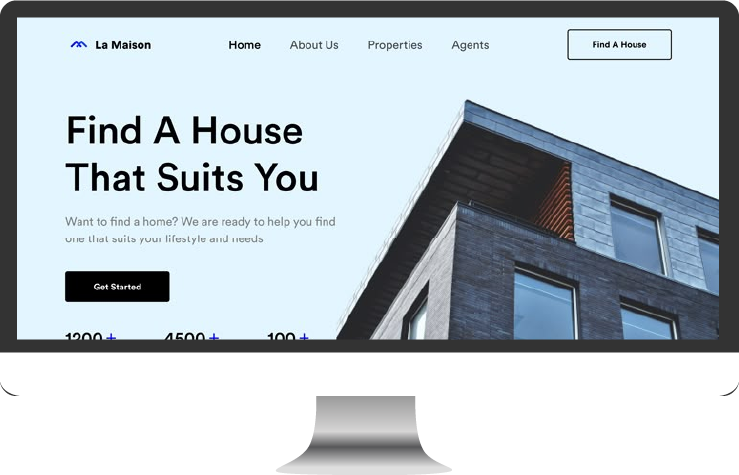 La Maison
Home
About Us
Properties
Agents
Find A House
Find A House
That Suits You
Want to find a home? We are ready to help you find
one that suits your lifestyle and needs
Get Started
1200 +
4500 +
100 +